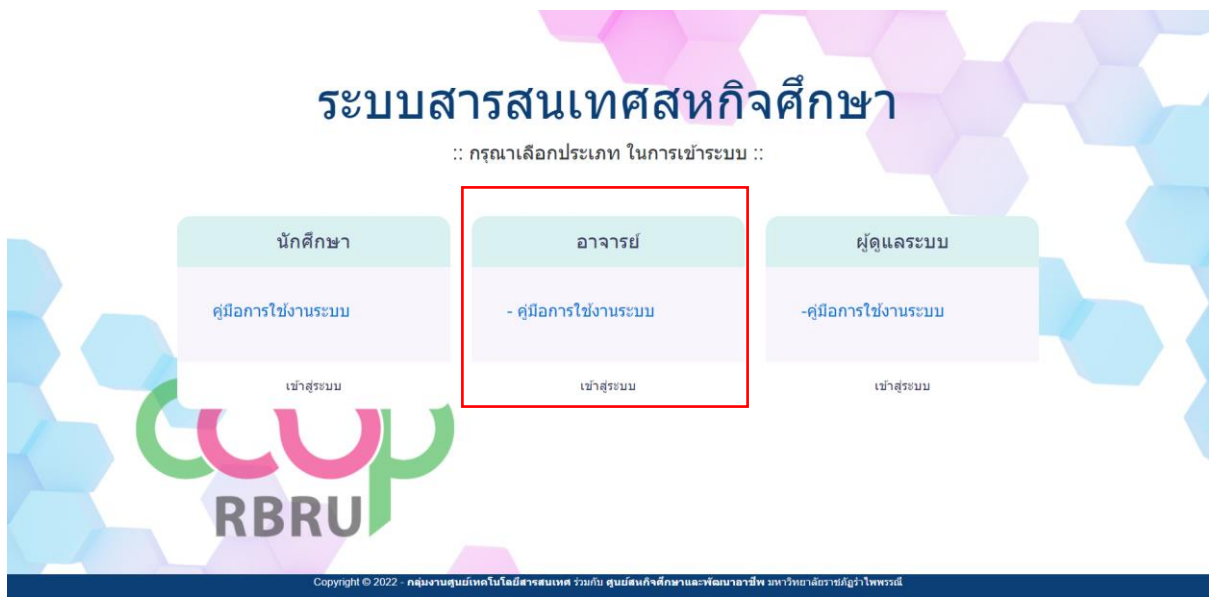 ระบบสารสนเทศสหกิจศึกษา
:: กรุณาเลือกประเภท ในการเข้าระบบ ::
นักศึกษา
อาจารย์
ผู้ดูแลระบบ
คู่มือการใช้งานระบบ
- คู่มือการใช้งานระบบ
-คู่มือการใช้งานระบบ
เข้าสู่ระบบ
เข้าสู่ระบบ
เข้าสู่ระบบ
ccup
RBRU
Copyright © 2022 - กลุ่มงานศูนย์เทคโนโลยีสารสนเทศ ร่วมกับ ศูนย์สหกิจศึกษาและพัฒนาอาชีพ มหาวิทยาลัยราชภัฏรำไพพรรณี